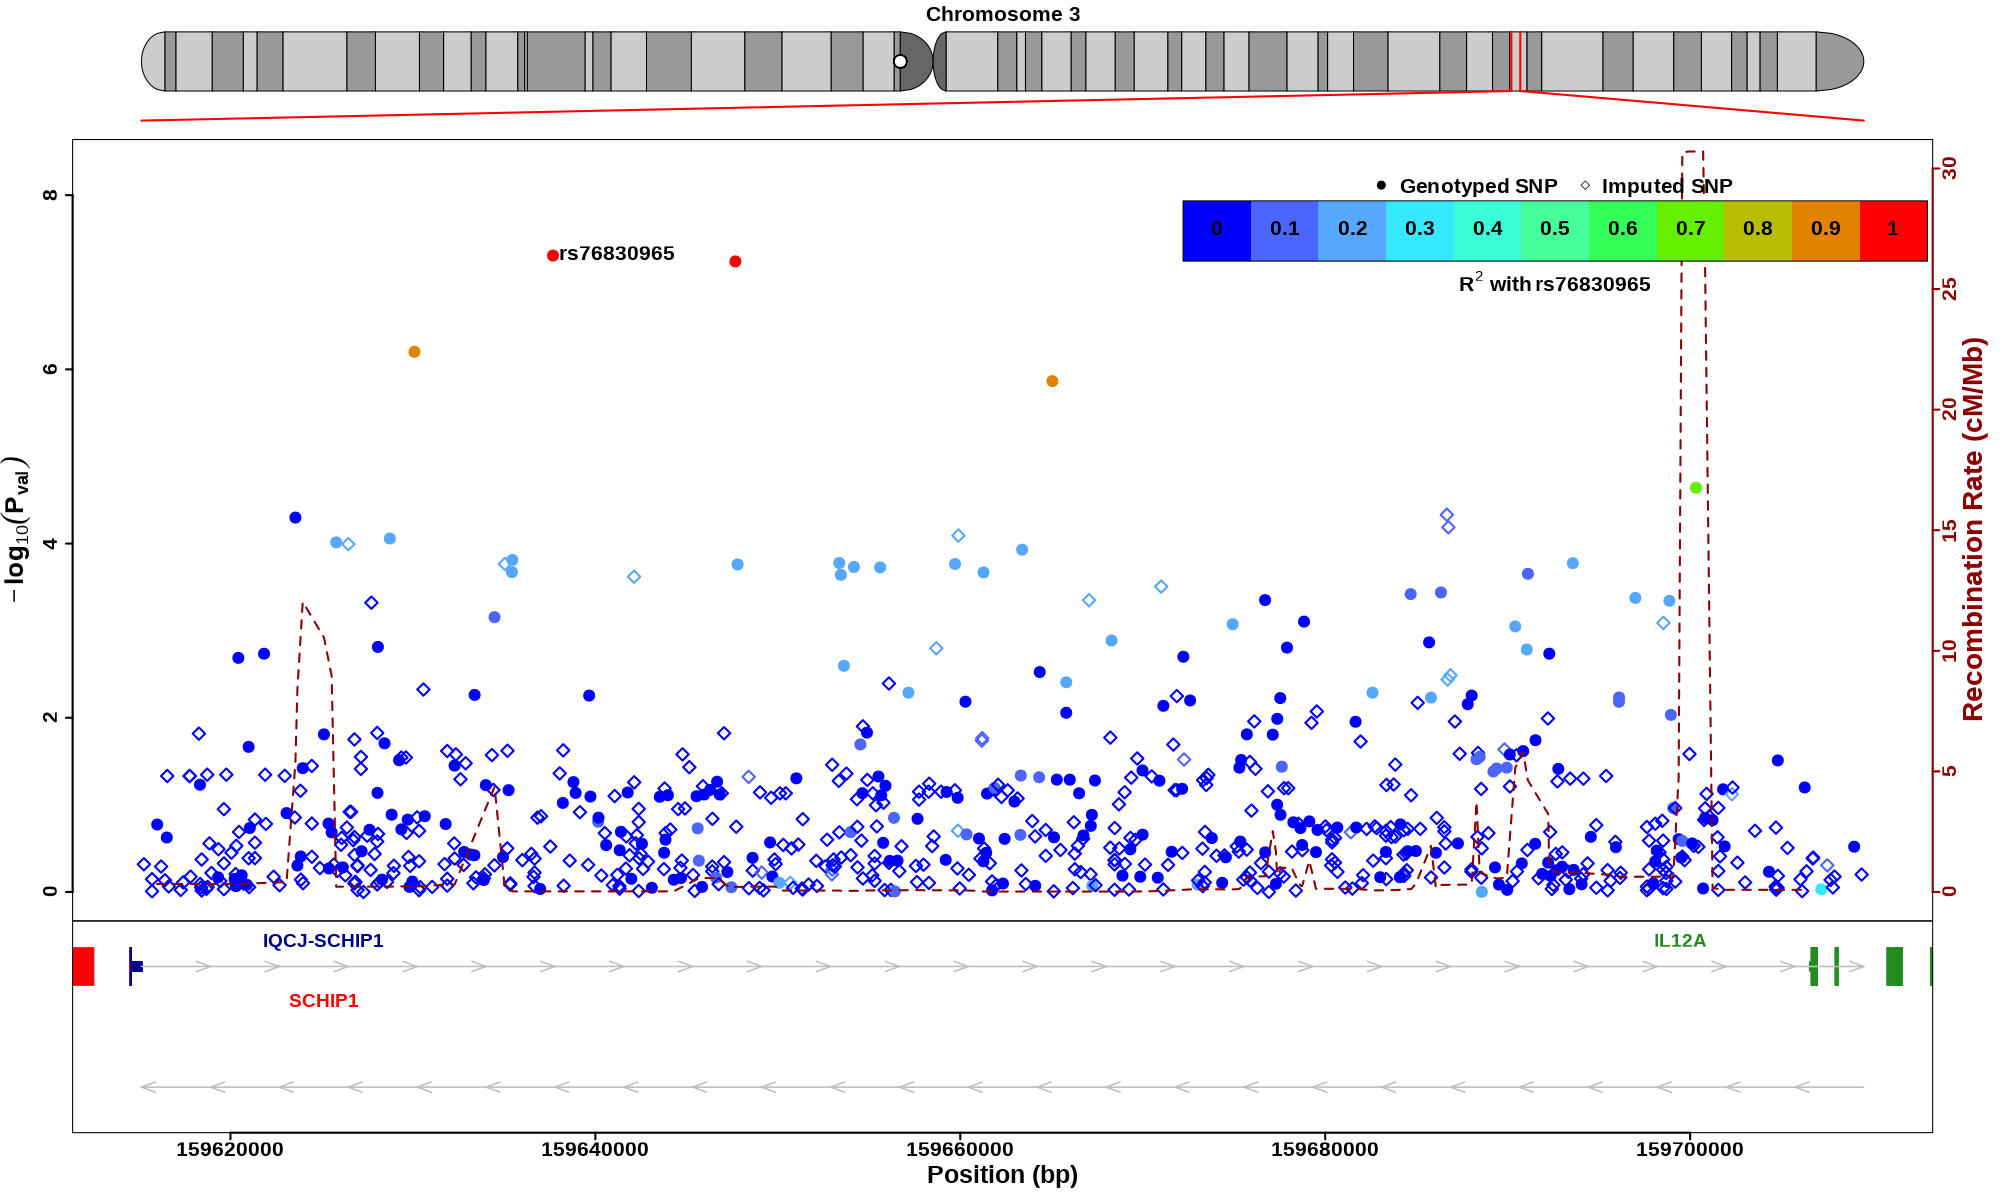 Chromosome 3
Genotyped SNP
Imputed SNP
0 0.1 0.2 0.3 0.4 0.5 0.6 0.7 0.8 0.9 1
R² with rs76830965
rs76830965
8
6
4
2
0
− log₁₀(Pval)
30
25
20
15
10
5
0
Recombination Rate (cM/Mb)
IQCJ-SCHIP1
IL12A
SCHIP1
159620000 159640000 159660000 159680000 159700000
Position (bp)